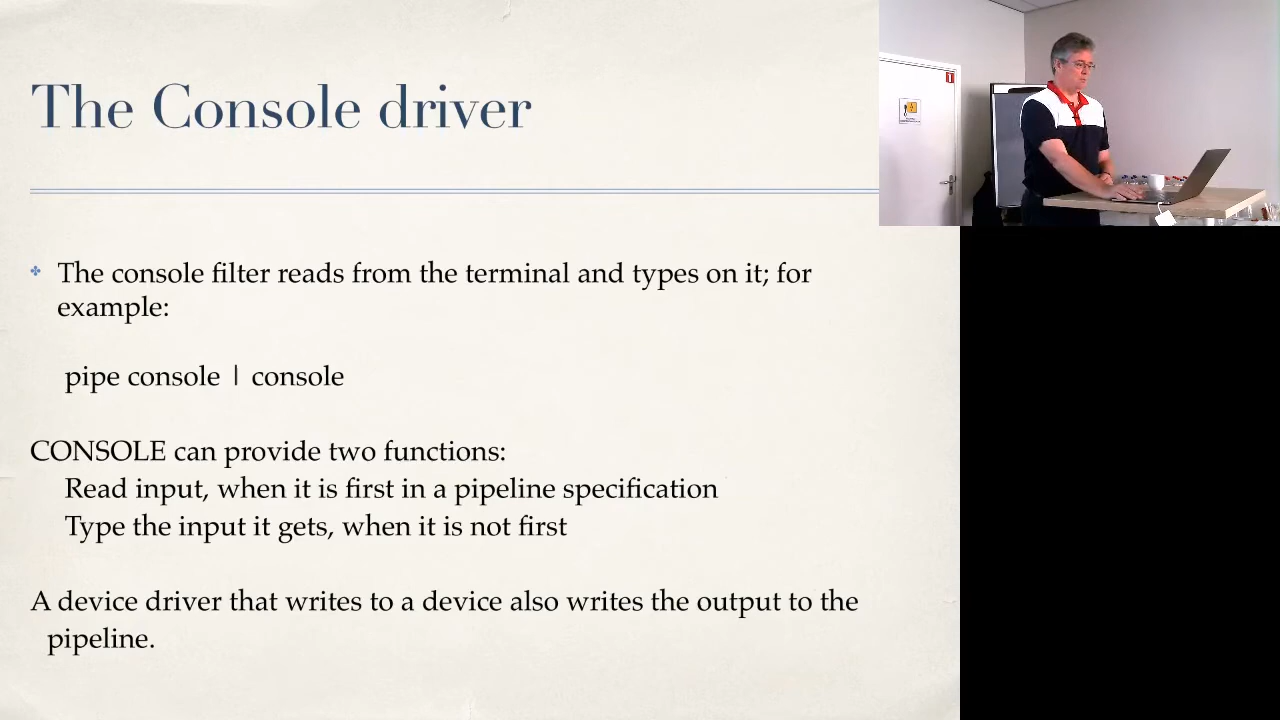 The Console driver
The console filter reads from the terminal and types on it; for
example:
pipe console | console
CONSOLE can provide two functions:
Read input, when it is first in a pipeline specification
Type the input it gets, when it is not first
A device driver that writes to a device also writes the output to the
pipeline.